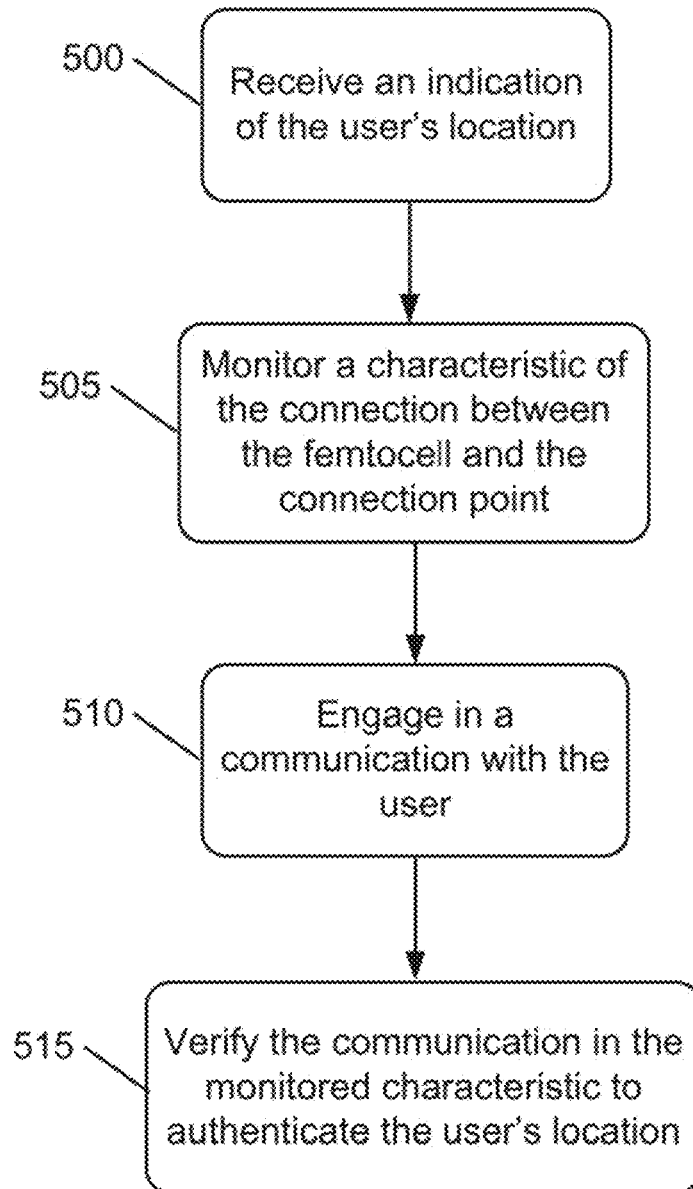 500
Receive an indication
of the user's location
505
Monitor a characteristic of
the connection between
the femtocell and the
connection point
510
Engage in a
communication with the
user
515
Verify the communication in the
monitored characteristic to
authenticate the user's location